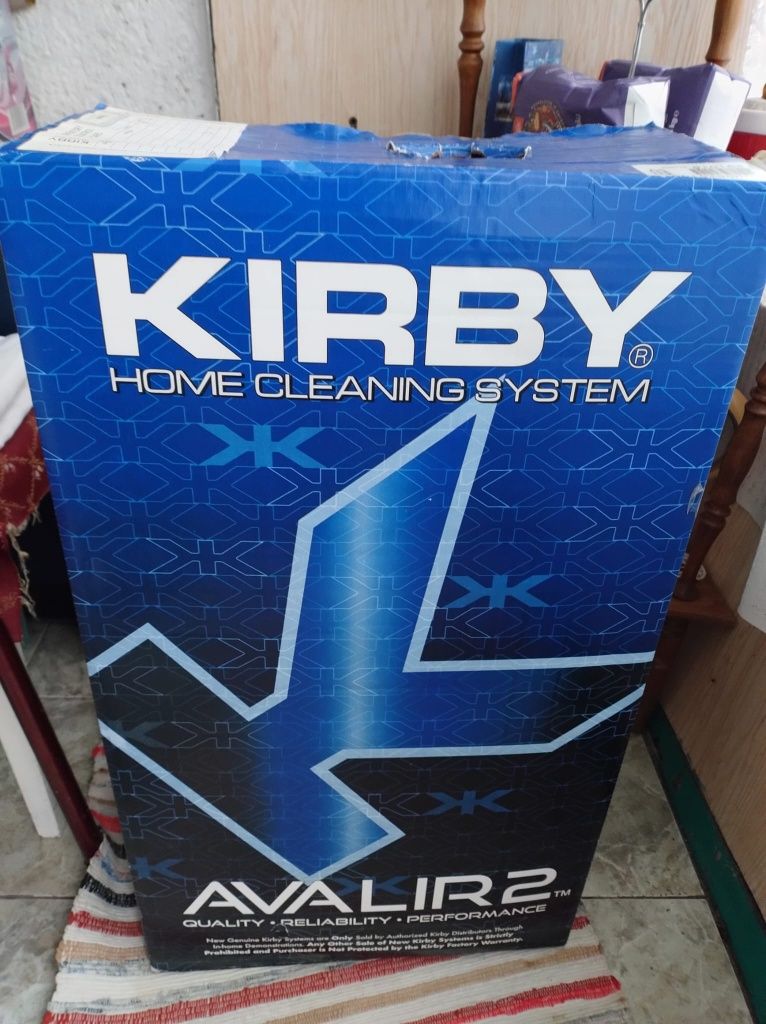 KIRBY®
HOME CLEANING SYSTEM
AVALIR2™
QUALITY • RELIABILITY • PERFORMANCE
New Genuine Kirby Systems are Only Sold by Authorized Kirby Distributors Through
In-home Demonstrations. Any Other Sale of New Kirby Systems is Strictly
Prohibited and Purchaser is Not Protected by the Kirby Factory Warranty.